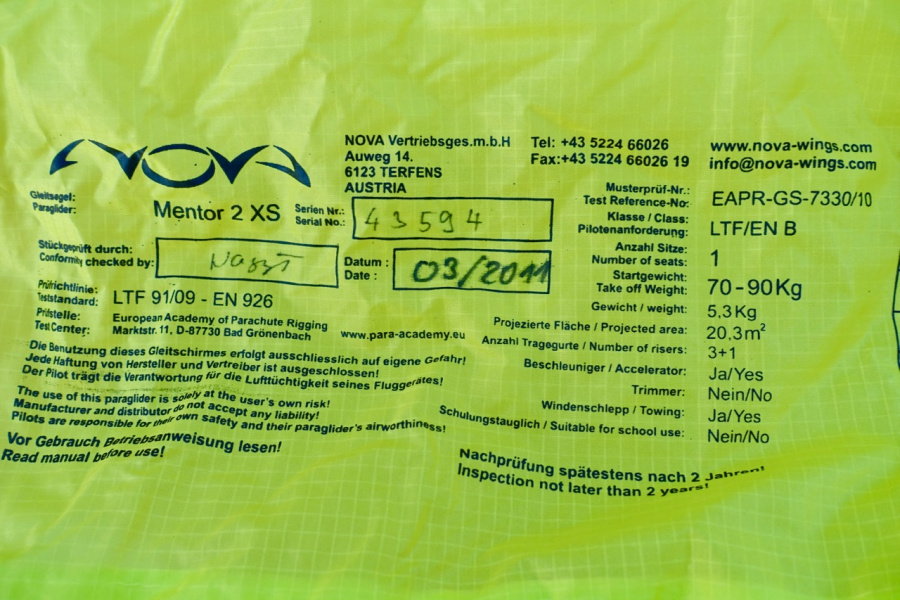 NOVA
NOVA Vertriebsges.m.b.H
Auweg 14.
6123 TERFENS
AUSTRIA
Tel: +43 5224 66026
Fax:+43 5224 66026 19
www.nova-wings.com
info@nova-wings.com
Gleitsegel:
Paraglider:
Mentor 2 XS
Serien Nr.:
Serial No.:
43594
Stückgeprüft durch:
Conformity checked by:
Datum :
Date :
03/2011
Prüfrichtlinie:
Teststandard:
LTF 91/09 - EN 926
Prüfstelle:
TestCenter:
European Academy of Parachute Rigging
Marktstr. 11, D-87730 Bad Grönenbach
www.para-academy.eu
Musterprüf-Nr.:
Test Reference-No:
EAPR-GS-7330/10
Klasse / Class:
Pilotenanforderung:
LTF/EN B
Anzahl Sitze:
Number of seats:
1
Startgewicht:
Take off Weight:
70-90Kg
Gewicht / weight:
5,3Kg
Projezierte Fläche / Projected area:
20,3m²
Anzahl Tragegurte / Number of risers:
3+1
Beschleuniger / Accelerator:
Ja/Yes
Trimmer:
Nein/No
Windenschlepp / Towing:
Ja/Yes
Schulungstauglich / Suitable for school use:
Nein/No
Die Benutzung dieses Gleitschirmes erfolgt ausschliesslich auf eigene Gefahr!
Jede Haftung von Hersteller und Vertreiber ist ausgeschlossen!
Der Pilot trägt die Verantwortung für die Lufttüchtigkeit seines Fluggerätes!
The use of this paraglider is solely at the user's own risk!
Manufacturer and distributor do not accept any liability!
Pilots are responsible for their own safety and their paraglider's airworthiness!
Vor Gebrauch Betriebsanweisung lesen!
Read manual before use!
Nachprüfung spätestens nach 2 Jahren!
Inspection not later than 2 years!